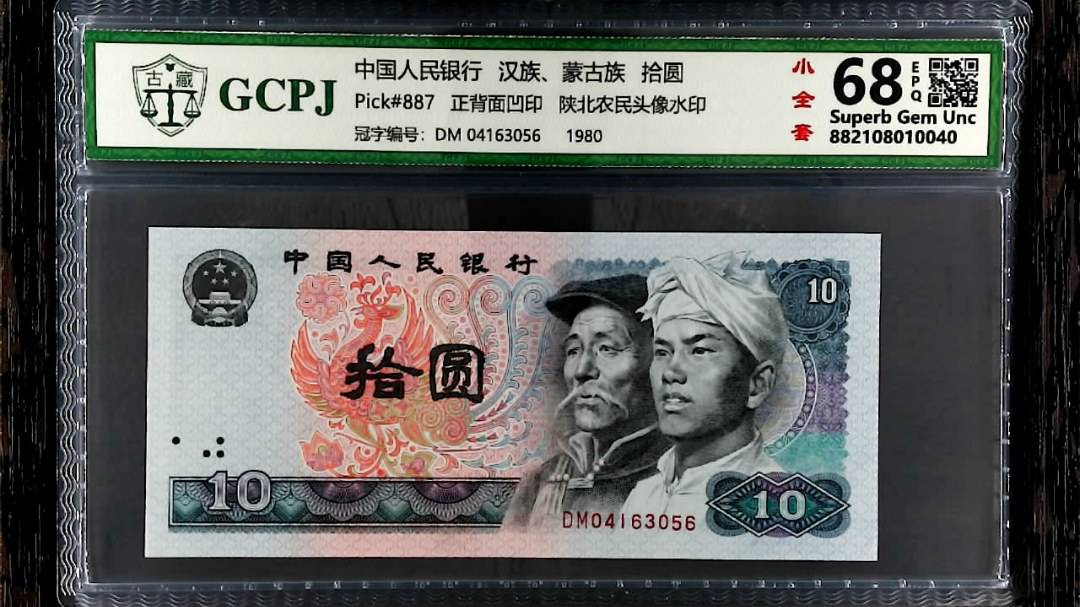 古藏
GCPJ
中国人民银行 汉族、蒙古族 拾圆
Pick#887 正背面凹印 陕北农民头像水印
冠字编号: DM 04163056 1980
小全套
68
EPQ
Superb Gem Unc
882108010040
中国人民银行
10
拾圆
10
DM04163056
10